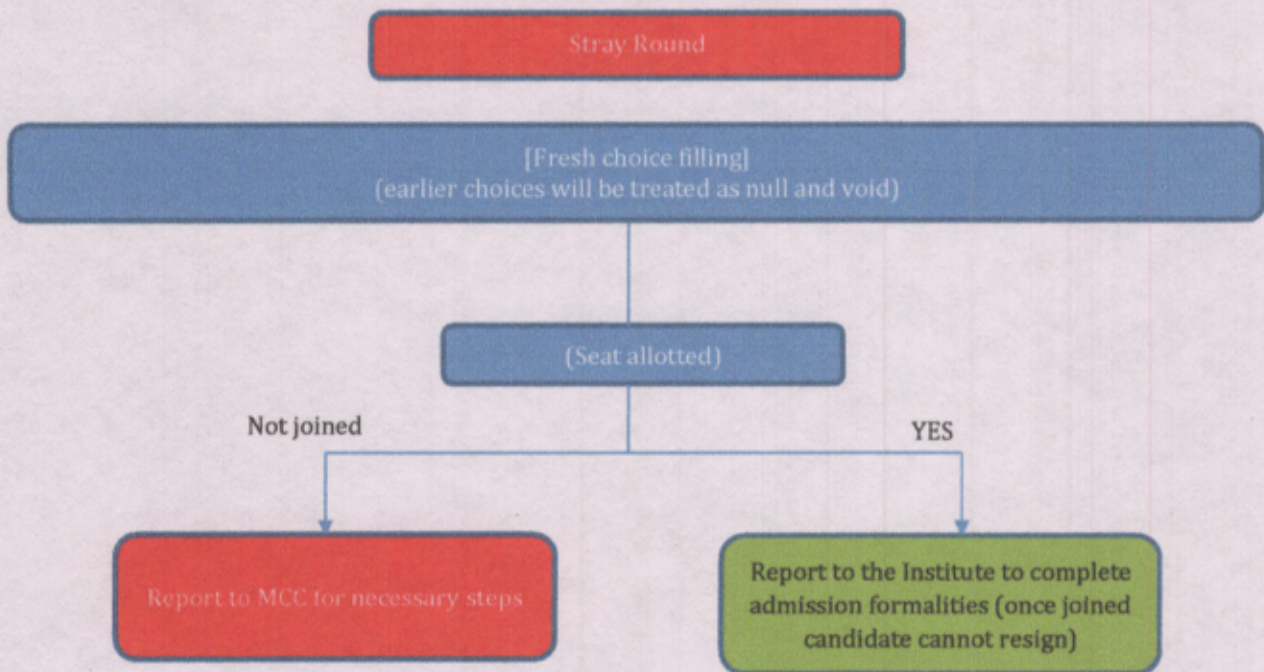 Stray Round
[Fresh choice filling]
(earlier choices will be treated as null and void)
(Seat allotted)
Not joined
YES
Report to MCC for necessary steps
Report to the Institute to complete
admission formalities (once joined
candidate cannot resign)